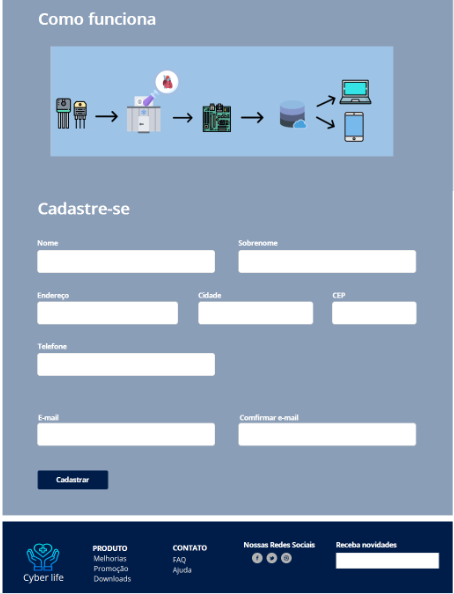 Como funciona
Cadastre-se
Nome Sobrenome
Endereço Cidade CEP
Telefone
E-mail Comfirmar e-mail
Cadastrar
Cyber life
PRODUTO
Melhorias
Promoção
Downloads
CONTATO
FAQ
Ajuda
Nossas Redes Sociais
Receba novidades